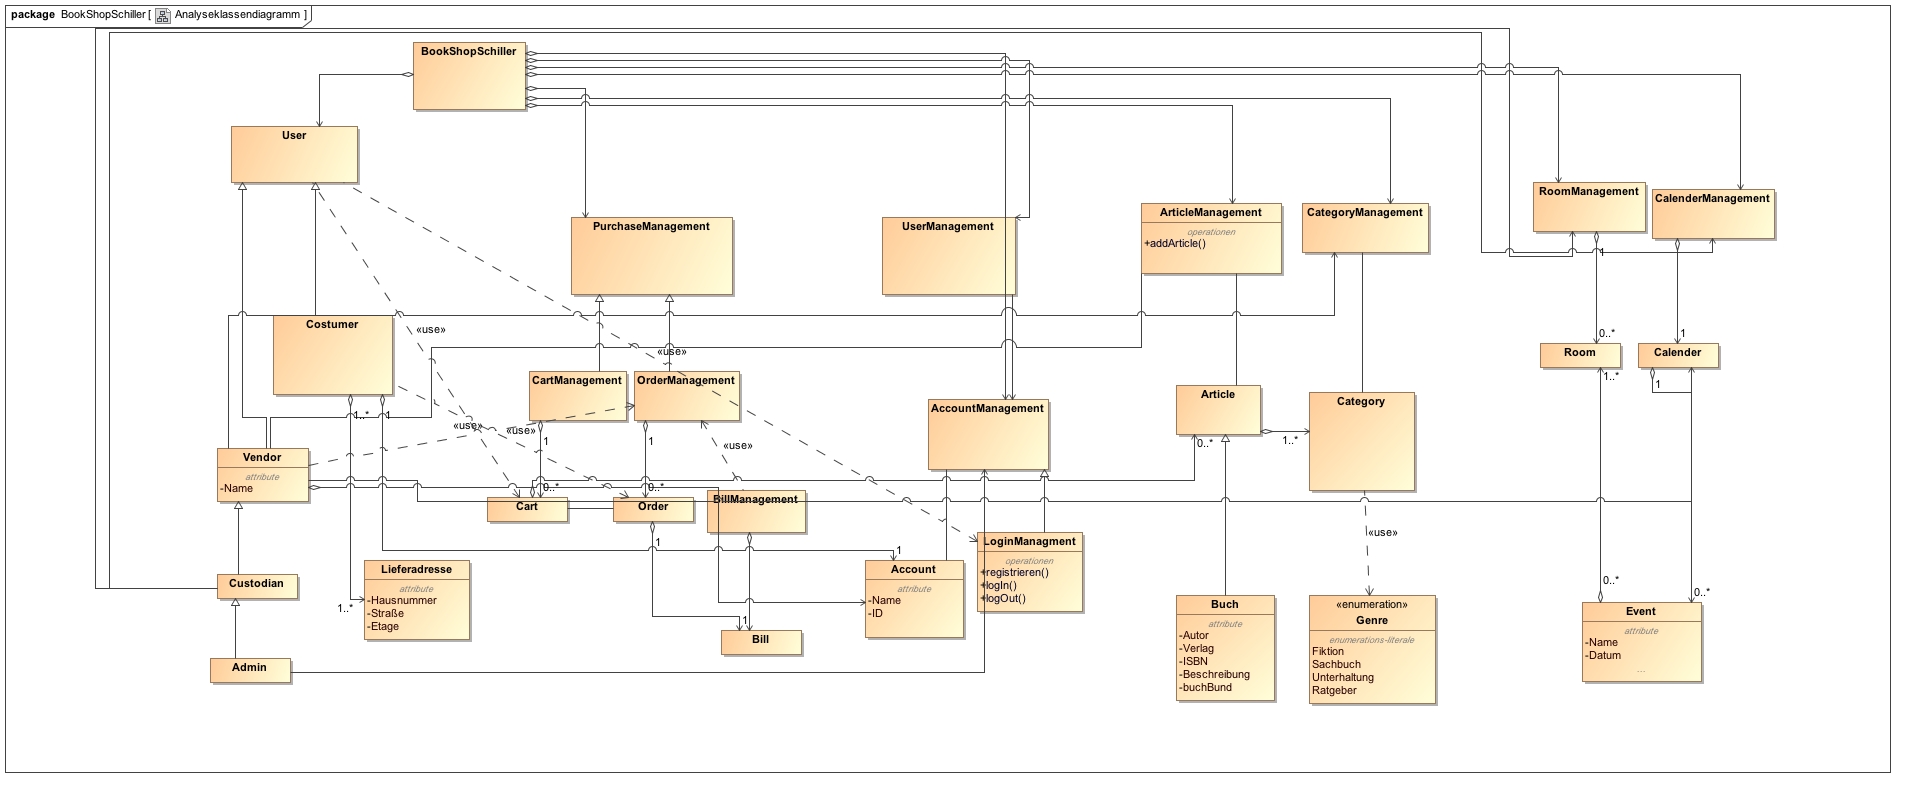 package BookShopSchiller [ Analyseklassendiagramm ]
BookShopSchiller
User
RoomManagement
CalenderManagement
ArticleManagement
operationen
+addArticle()
CategoryManagement
PurchaseManagement
UserManagement
1
Costumer
«use»
0..*
1
«use»
Room
Calender
CartManagement
OrderManagement
1..*
1
AccountManagement
Article
Category
1..*
1
«use»
«use»
1
1
«use»
0..*
1..*
Vendor
attribute
-Name
0..*
0..*
BillManagement
Cart
Order
«use»
1
1
LoginManagment
operationen
+registrieren()
+logIn()
+logOut()
Custodian
Lieferadresse
attribute
-Hausnummer
-Straße
-Etage
1..*
Account
attribute
-Name
-ID
0..*
0..*
1
Bill
Buch
attribute
-Autor
-Verlag
-ISBN
-Beschreibung
-buchBund
«enumeration»
Genre
enumerations-literale
Fiktion
Sachbuch
Unterhaltung
Ratgeber
Event
attribute
-Name
-Datum
...
Admin